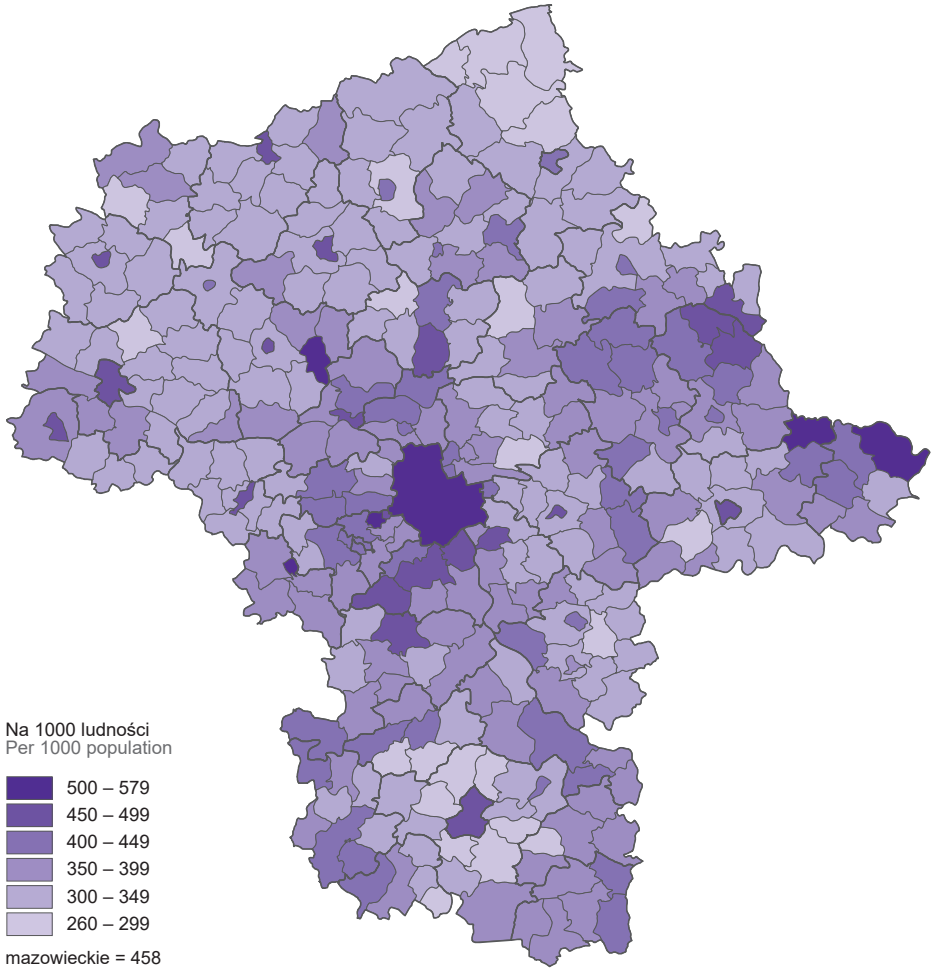 Na 1000 ludności
Per 1000 population
500 – 579
450 – 499
400 – 449
350 – 399
300 – 349
260 – 299
mazowieckie = 458